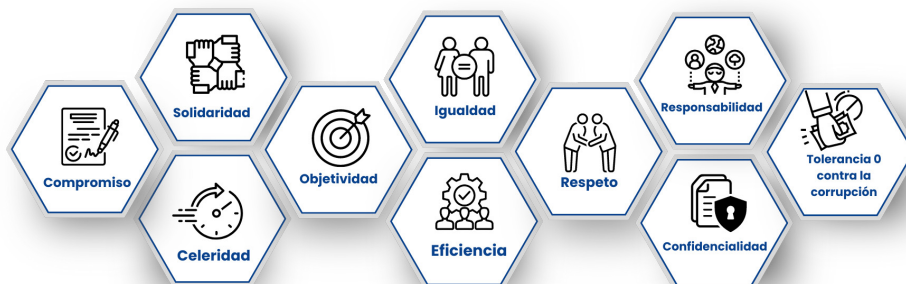 Compromiso
Solidaridad
Celeridad
Objetividad
Igualdad
Eficiencia
Respeto
Responsabilidad
Confidencialidad
Tolerancia 0
contra la
corrupción